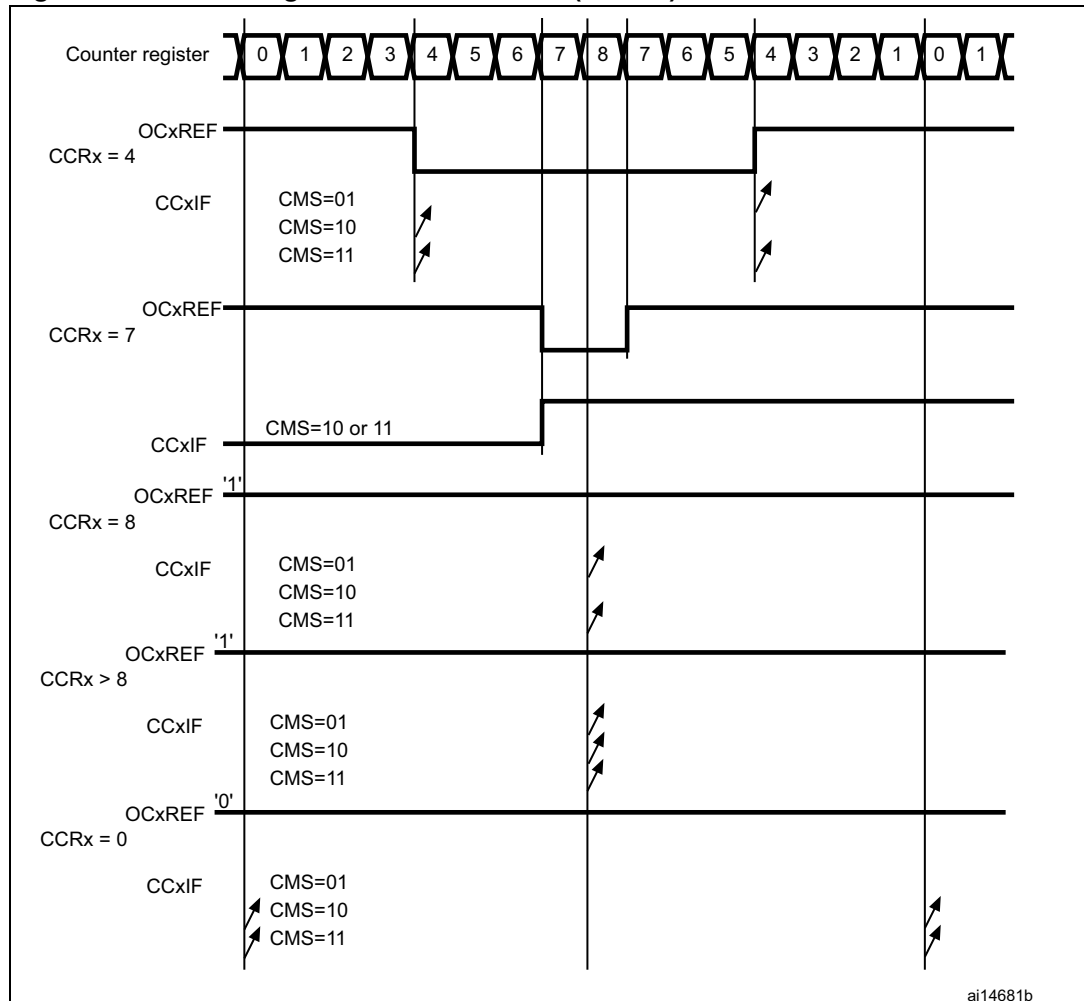 Counter register 0 1 2 3 4 5 6 7 8 7 6 5 4 3 2 1 0 1
OCxREF
CCRx = 4
CCxIF
CMS=01
CMS=10
CMS=11
OCxREF
CCRx = 7
CMS=10 or 11
CCxIF
'1'
OCxREF
CCRx = 8
CCxIF
CMS=01
CMS=10
CMS=11
'1'
OCxREF
CCRx > 8
CCxIF
CMS=01
CMS=10
CMS=11
'0'
OCxREF
CCRx = 0
CCxIF
CMS=01
CMS=10
CMS=11
ai14681b